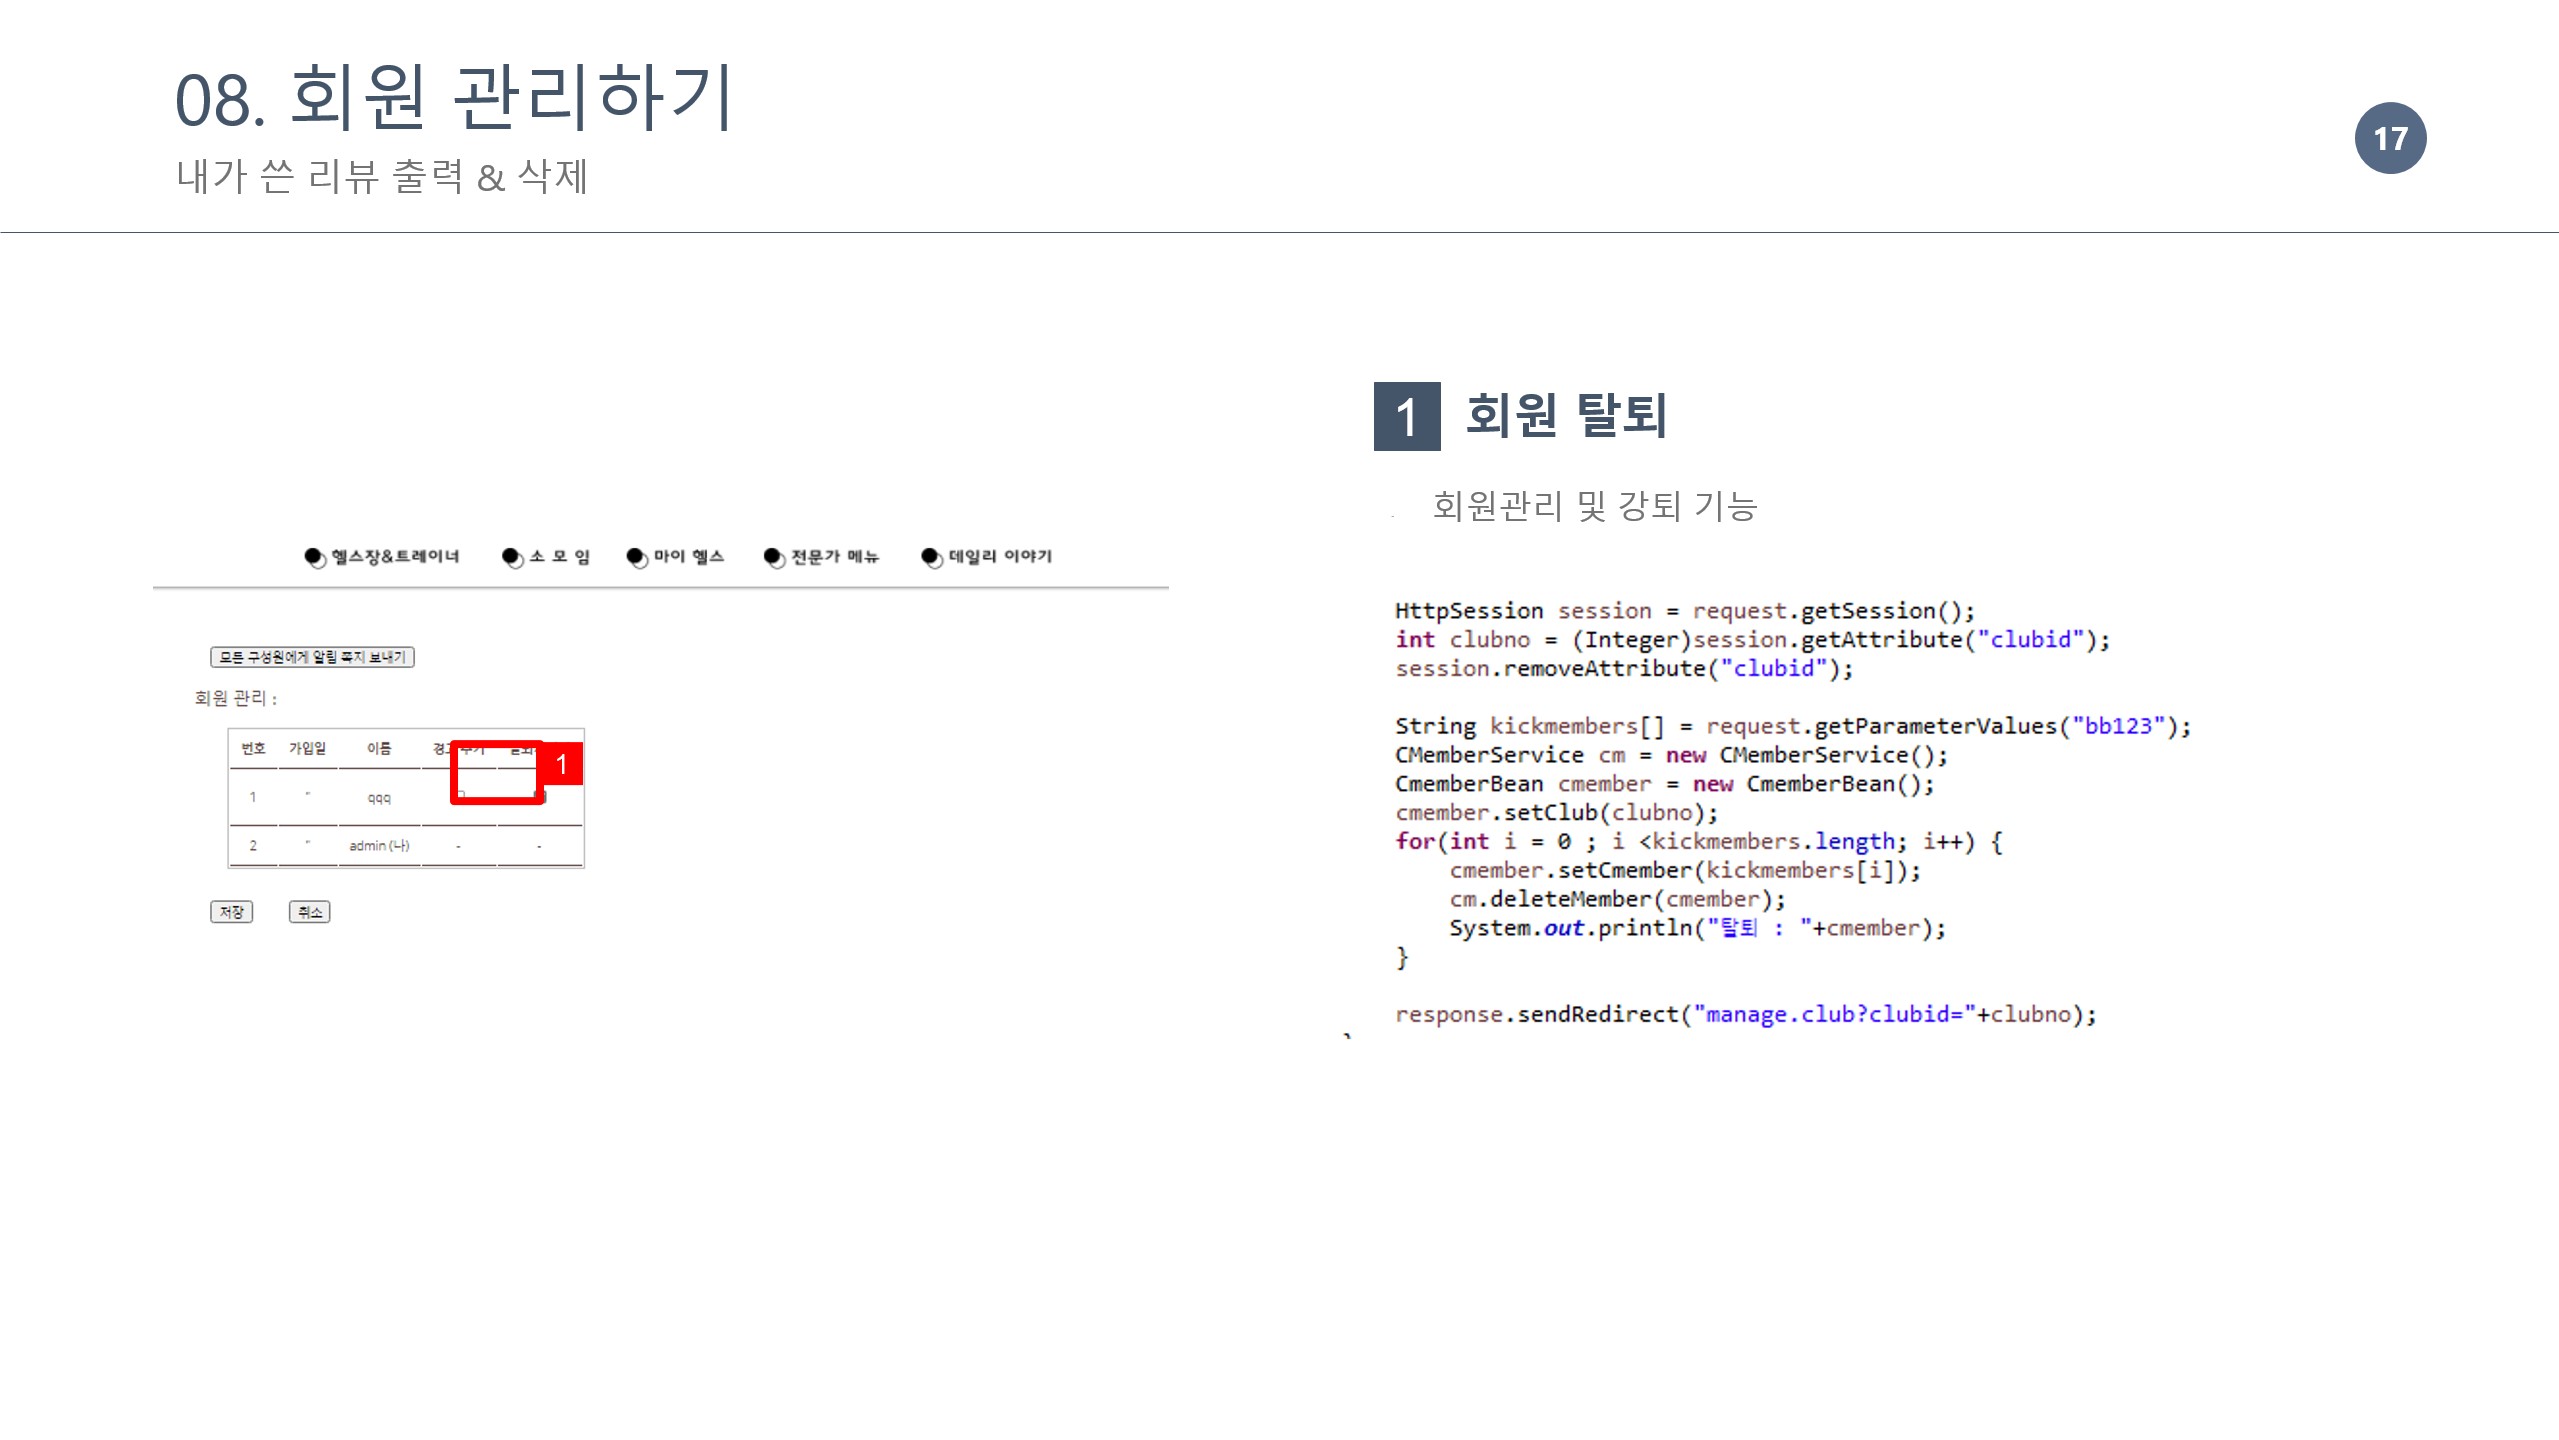 08. 회원 관리하기
내가 쓴 리뷰 출력 & 삭제
17
헬스장&트레이너 소 모 임 마이 헬스 전문가 메뉴 데일리 이야기
모든 구성원에게 알림 쪽지 보내기
회원 관리 :
번호 가입일 이름
1
1 " qqq
2 " admin (나) - -
저장 취소
1 회원 탈퇴
회원관리 및 강퇴 기능
HttpSession session = request.getSession();
int clubno = (Integer)session.getAttribute("clubid");
session.removeAttribute("clubid");
String kickmembers[] = request.getParameterValues("bb123");
CMemberService cm = new CMemberService();
CmemberBean cmember = new CmemberBean();
cmember.setClub(clubno);
for(int i = 0 ; i <kickmembers.length; i++) {
cmember.setCmember(kickmembers[i]);
cm.deleteMember(cmember);
System.out.println("탈퇴 : "+cmember);
}
response.sendRedirect("manage.club?clubid="+clubno);